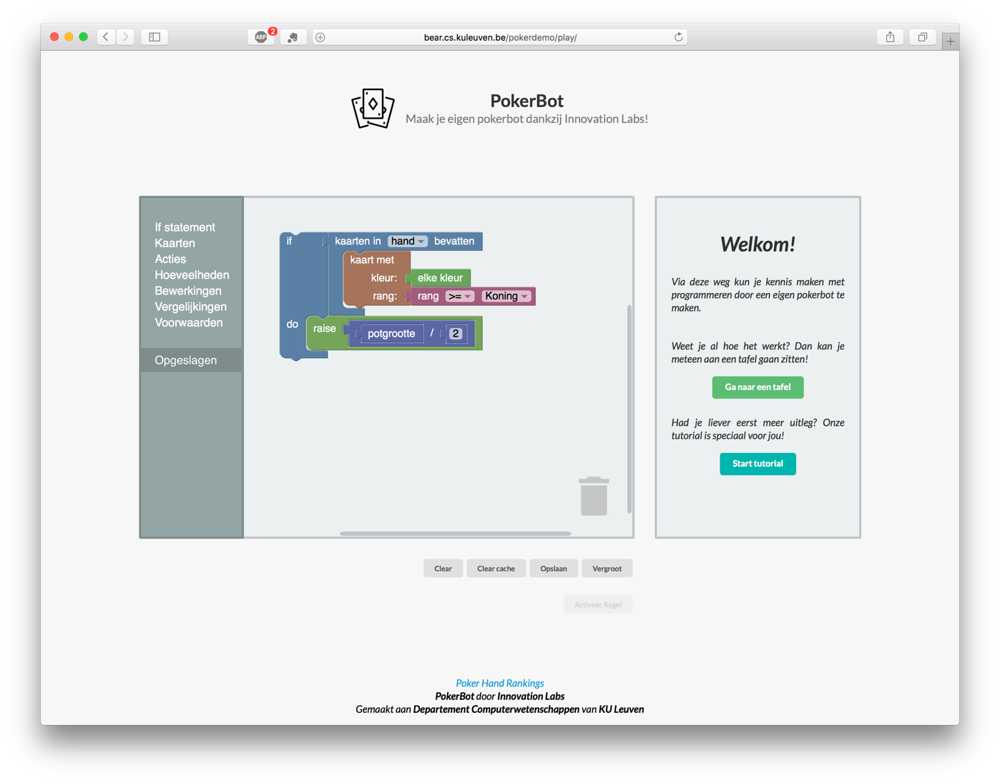 ABP
2
bear.cs.kuleuven.be/pokerdemo/play/
PokerBot
Maak je eigen pokerbot dankzij Innovation Labs!
If statement
Kaarten
Acties
Hoeveelheden
Bewerkingen
Vergelijkingen
Voorwaarden
Opgeslagen
if kaarten in hand bevatten
kaart met
kleur: elke kleur
rang: rang >= Koning
do raise potgrootte / 2
Welkom!
Via deze weg kun je kennis maken met
programmeren door een eigen pokerbot te
maken.
Weet je al hoe het werkt? Dan kan je
meteen aan een tafel gaan zitten!
Ga naar een tafel
Had je liever eerst meer uitleg? Onze
tutorial is speciaal voor jou!
Start tutorial
Clear Clear cache Opslaan Vergroot
Activeer Regel
Poker Hand Rankings
PokerBot door Innovation Labs
Gemaakt aan Departement Computerwetenschappen van KU Leuven